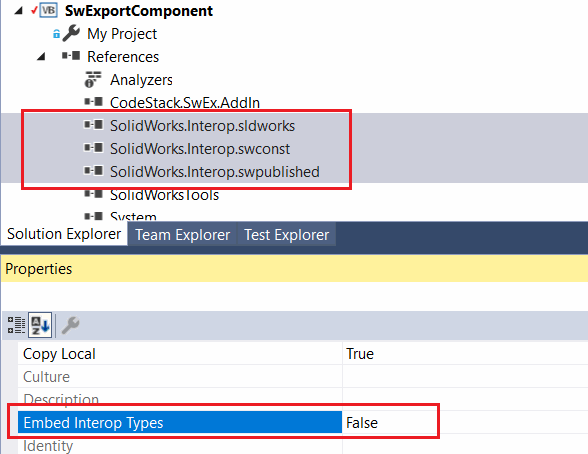 SwExportComponent
My Project
References
Analyzers
CodeStack.SwEx.AddIn
SolidWorks.Interop.sldworks
SolidWorks.Interop.swconst
SolidWorks.Interop.swpublished
SolidWorksTools
System
Solution Explorer Team Explorer Test Explorer
Properties
Copy Local True
Culture
Description
Embed Interop Types False
Identity